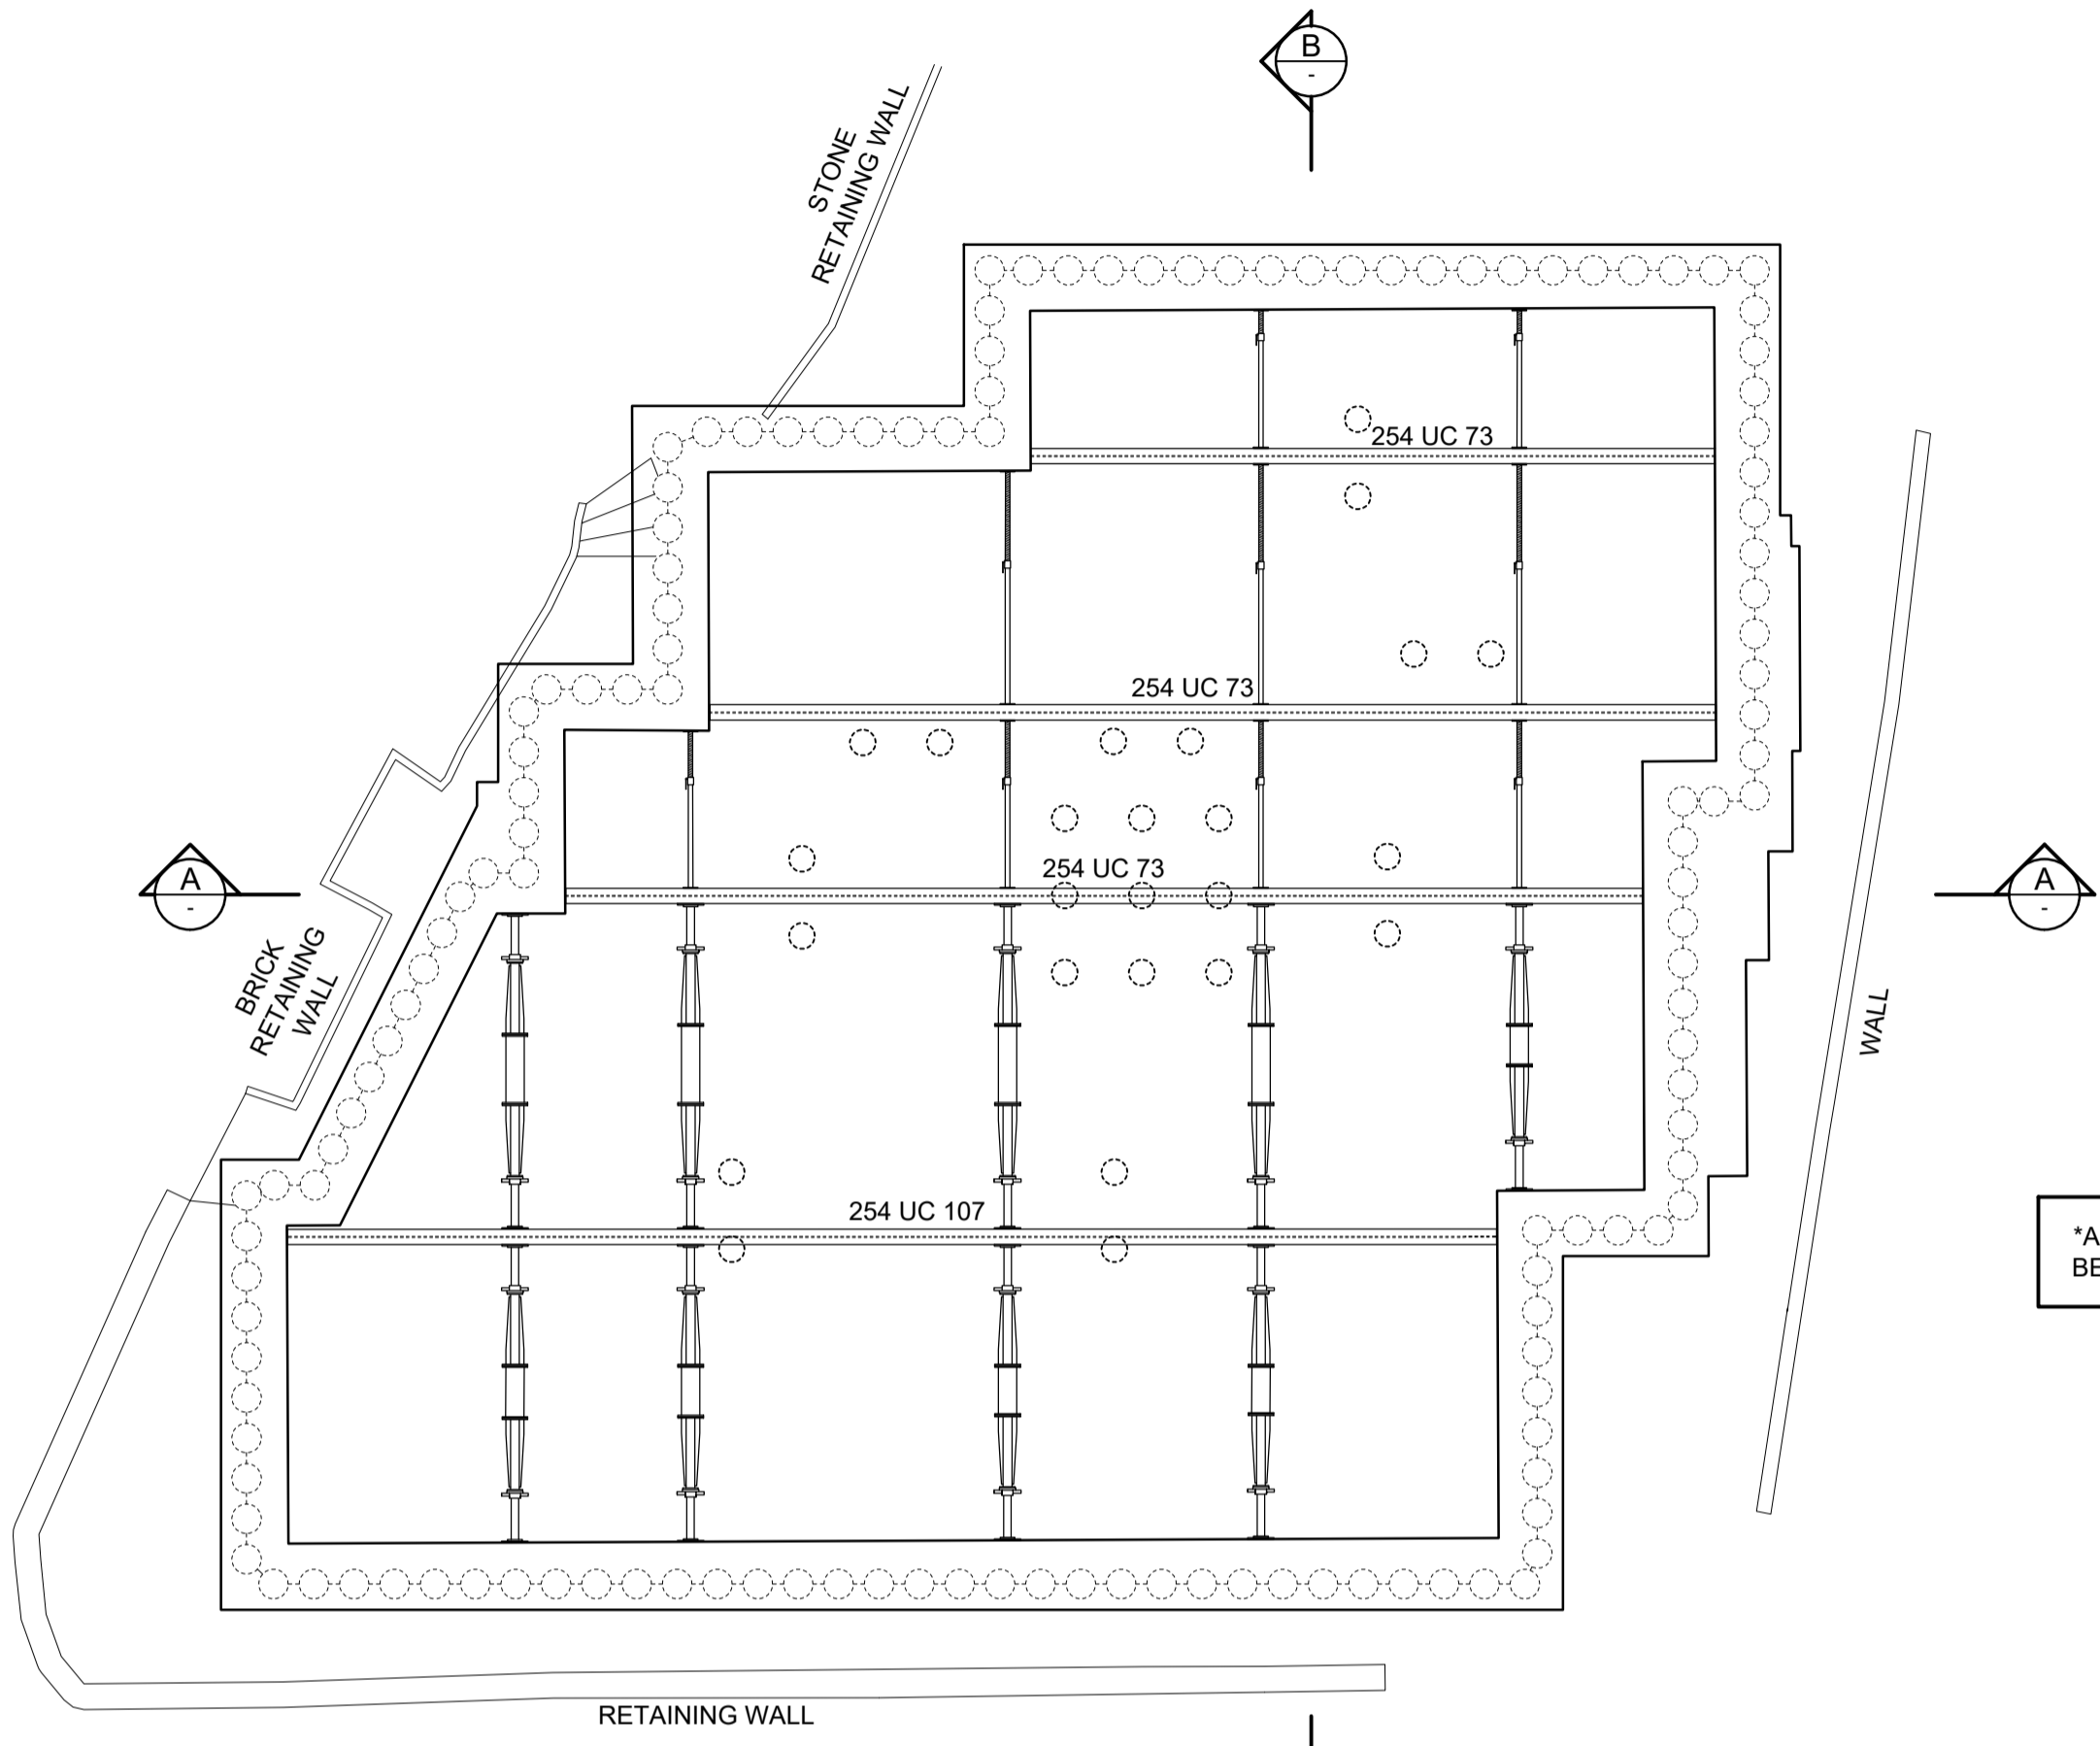 B
-
STONE
RETAINING WALL
254 UC 73
254 UC 73
254 UC 73
A
-
A
-
BRICK
RETAINING
WALL
WALL
254 UC 107
*A
BE
RETAINING WALL